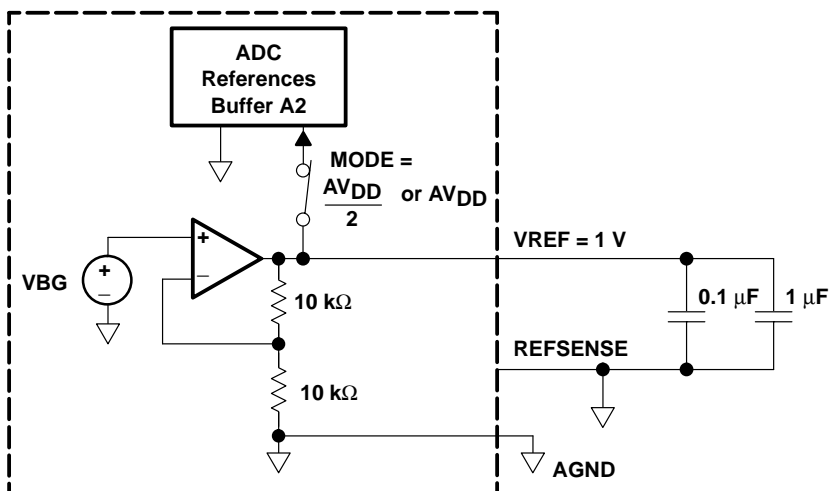 ADC
References
Buffer A2
MODE =
AVDD
2
or AVDD
+
−
VBG
+
−
10 kΩ
10 kΩ
VREF = 1 V
0.1 μF
1 μF
REFSENSE
AGND